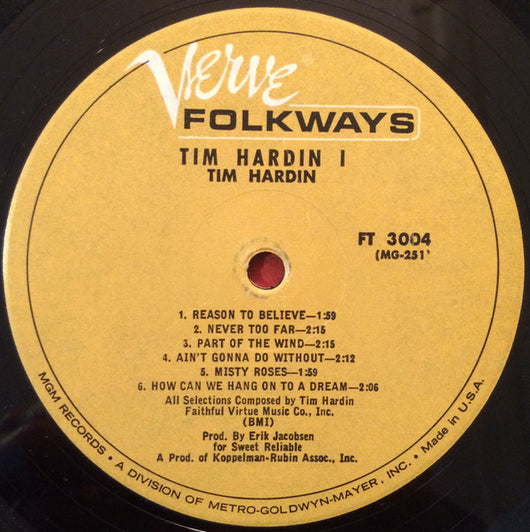 Verve
FOLKWAYS
TIM HARDIN I
TIM HARDIN
FT 3004
(MG-251'
1. REASON TO BELIEVE—1:59
2. NEVER TOO FAR—2:15
3. PART OF THE WIND—2:15
4. AIN'T GONNA DO WITHOUT—2:12
5. MISTY ROSES—1:59
6. HOW CAN WE HANG ON TO A DREAM—2:06
All Selections Composed by Tim Hardin
Faithful Virtue Music Co., Inc.
(BMI)
Prod. By Erik Jacobsen
for Sweet Reliable
A Prod. of Koppelman-Rubin Assoc., Inc.
MGM RECORDS • A DIVISION OF METRO-GOLDWYN-MAYER, INC. • Made in U.S.A.